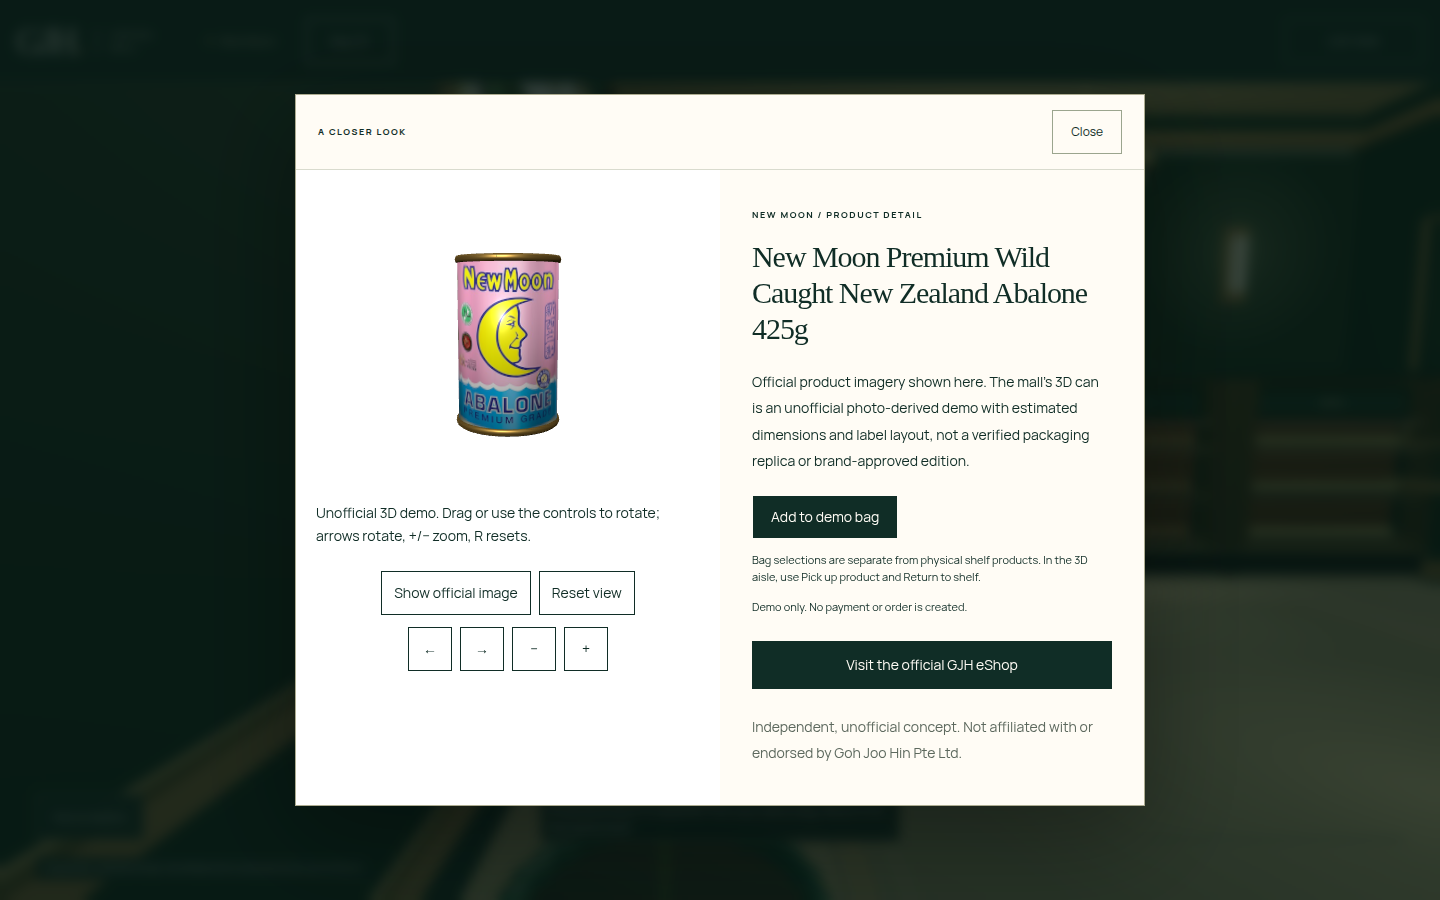 A CLOSER LOOK
Close
NewMoon
ABALONE
PREMIUM GRADE
Unofficial 3D demo. Drag or use the controls to rotate;
arrows rotate, +/− zoom, R resets.
Show official image
Reset view
← → − +
NEW MOON / PRODUCT DETAIL
New Moon Premium Wild
Caught New Zealand Abalone
425g
Official product imagery shown here. The mall's 3D can
is an unofficial photo-derived demo with estimated
dimensions and label layout, not a verified packaging
replica or brand-approved edition.
Add to demo bag
Bag selections are separate from physical shelf products. In the 3D
aisle, use Pick up product and Return to shelf.
Demo only. No payment or order is created.
Visit the official GJH eShop
Independent, unofficial concept. Not affiliated with or
endorsed by Goh Joo Hin Pte Ltd.